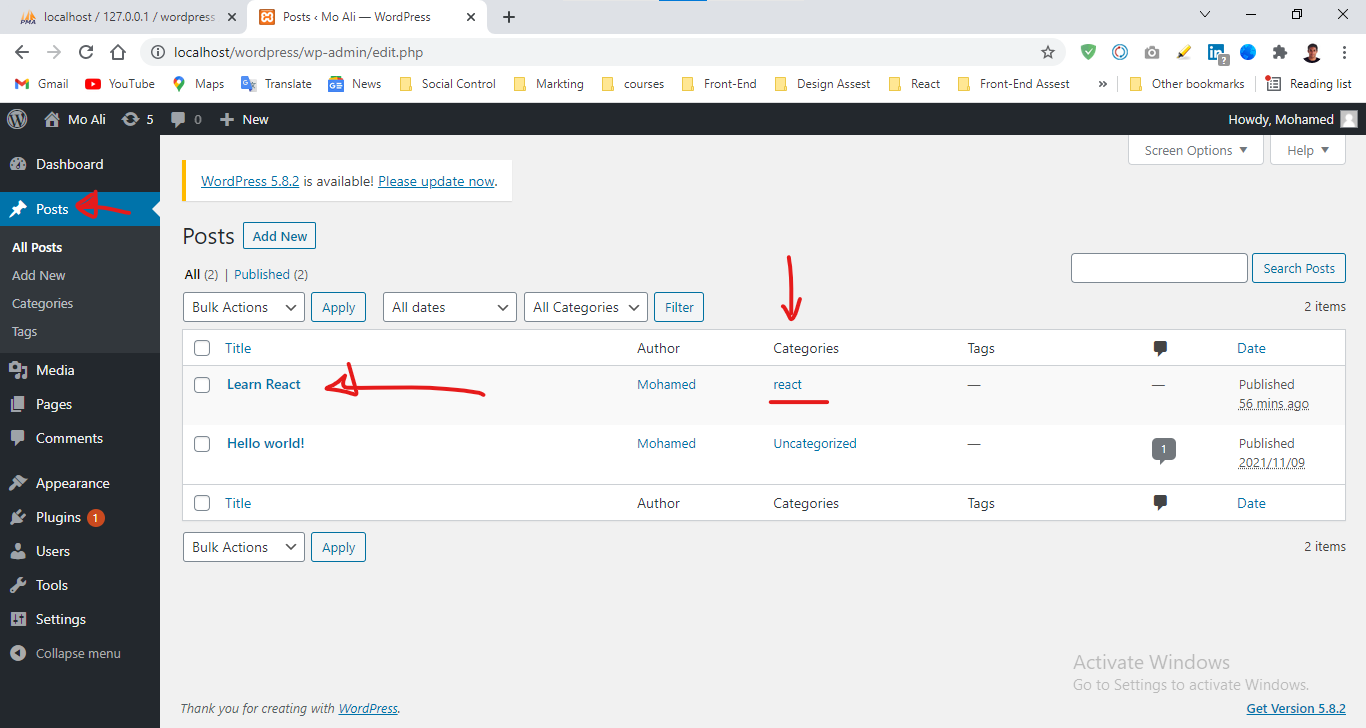 localhost / 127.0.0.1 / wordpress
Posts ‹ Mo Ali — WordPress
localhost/wordpress/wp-admin/edit.php
Gmail YouTube Maps Translate News Social Control Markting courses Front-End Design Assest React Front-End Assest » Other bookmarks Reading list
Mo Ali 5 0 + New Howdy, Mohamed
Screen Options Help
Dashboard
Posts
All Posts
Add New
Categories
Tags
Media
Pages
Comments
Appearance
Plugins 1
Users
Tools
Settings
Collapse menu
WordPress 5.8.2 is available! Please update now.
Posts Add New
All (2) | Published (2)
Search Posts
Bulk Actions Apply All dates All Categories Filter 2 items
Title Author Categories Tags Date
Learn React Mohamed react — — Published
56 mins ago
Hello world! Mohamed Uncategorized — 1 Published
2021/11/09
Title Author Categories Tags Date
Bulk Actions Apply 2 items
Activate Windows
Go to Settings to activate Windows.
Thank you for creating with WordPress. Get Version 5.8.2